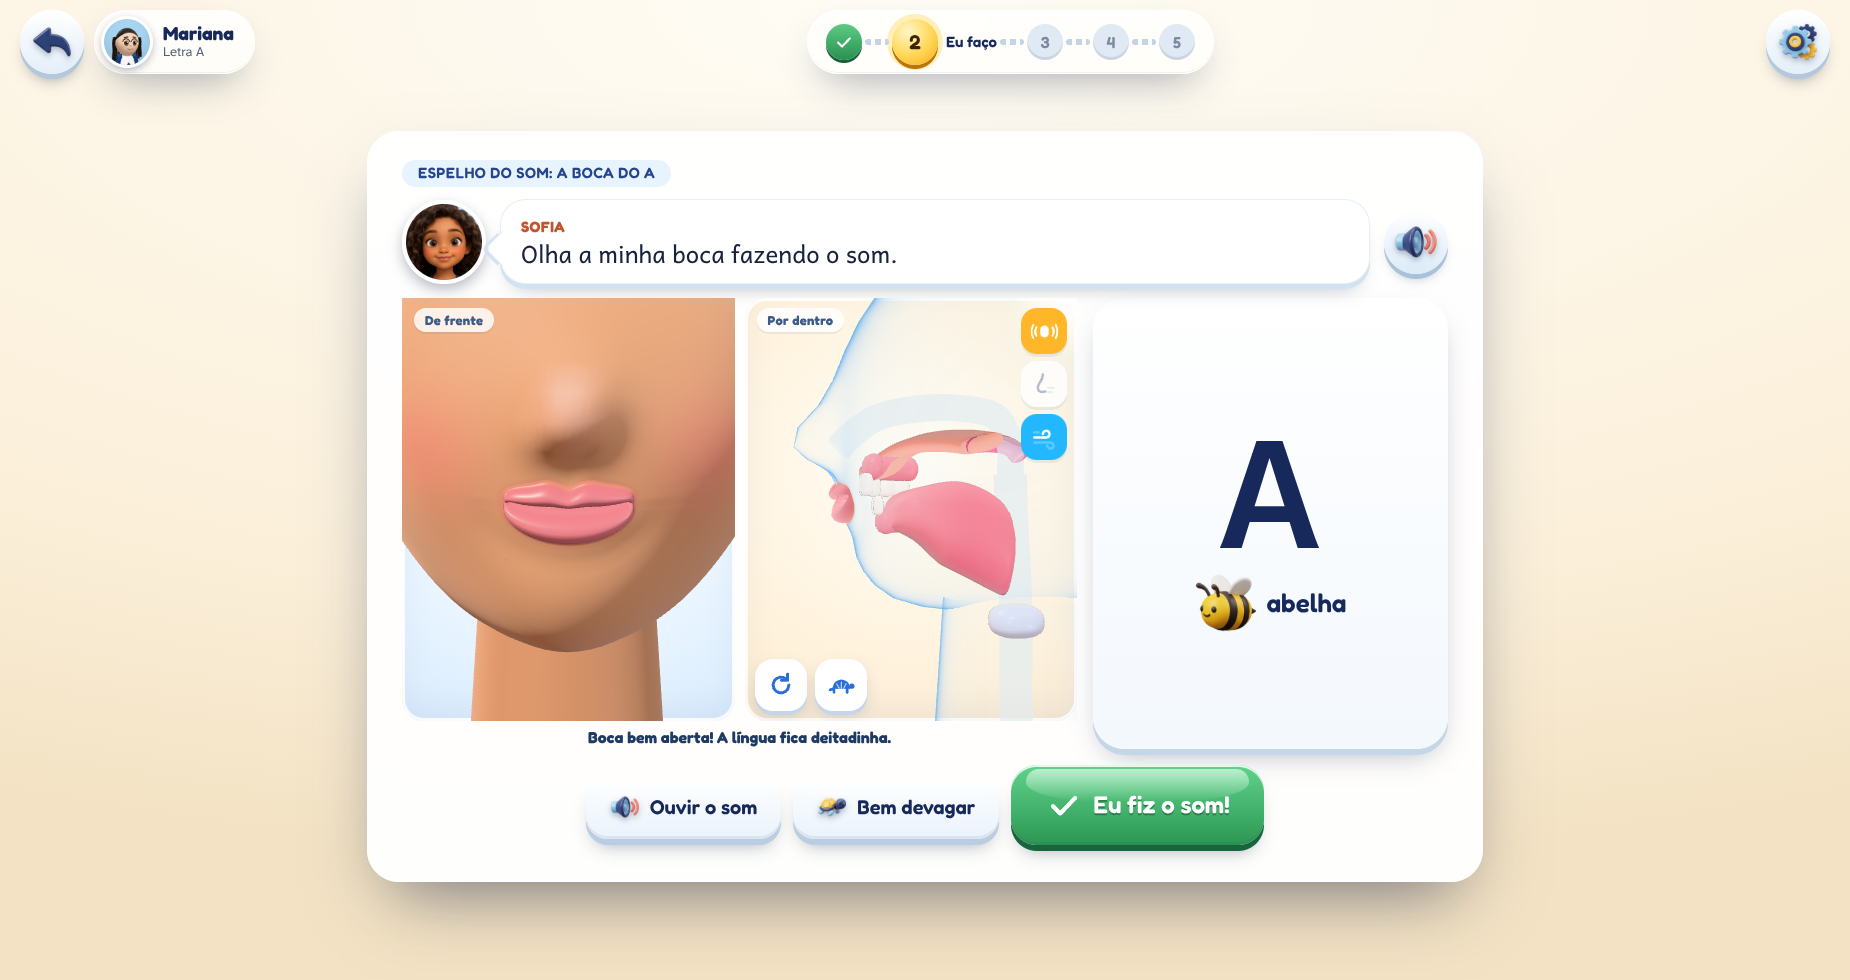 Mariana
Letra A
2
Eu faço
3
4
5
ESPELHO DO SOM: A BOCA DO A
SOFIA
Olha a minha boca fazendo o som.
De frente
Por dentro
A
abelha
Boca bem aberta! A língua fica deitadinha.
Ouvir o som
Bem devagar
Eu fiz o som!